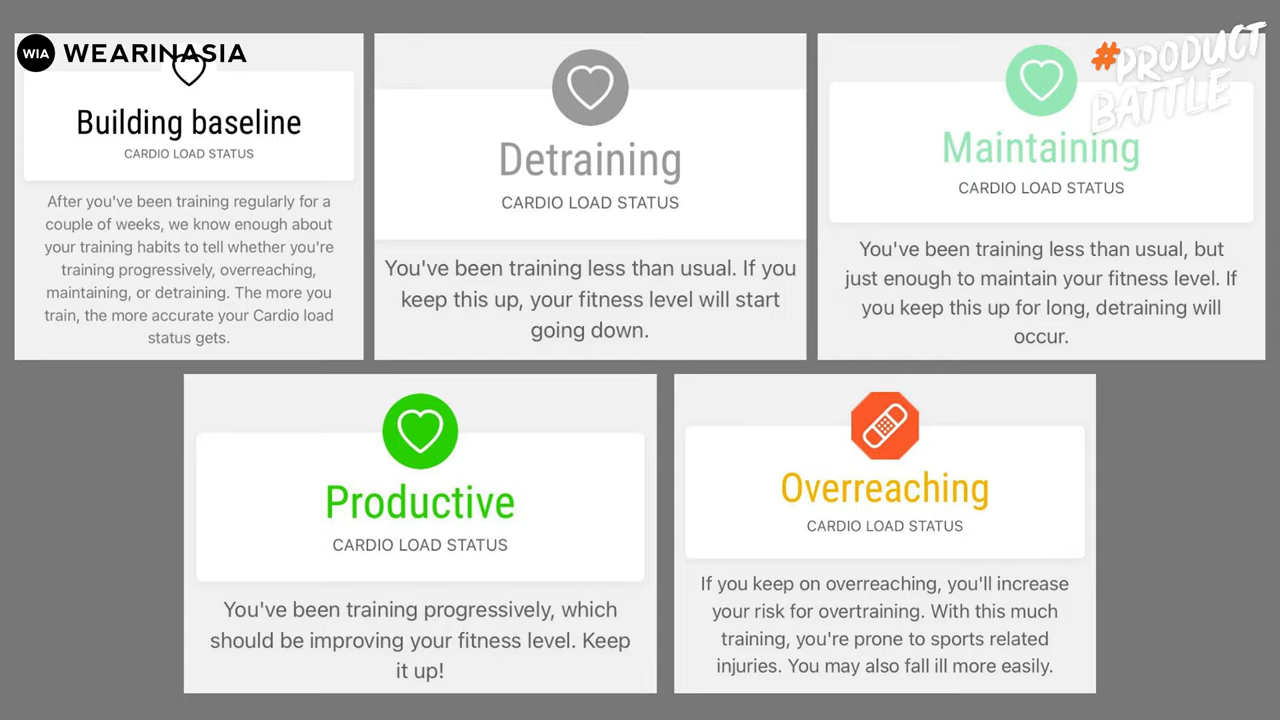 WIA WEARINASIA
#PRODUCT
BATTLE
Building baseline
CARDIO LOAD STATUS
After you've been training regularly for a
couple of weeks, we know enough about
your training habits to tell whether you're
training progressively, overreaching,
maintaining, or detraining. The more you
train, the more accurate your Cardio load
status gets.
Detraining
CARDIO LOAD STATUS
You've been training less than usual. If you
keep this up, your fitness level will start
going down.
Maintaining
CARDIO LOAD STATUS
You've been training less than usual, but
just enough to maintain your fitness level. If
you keep this up for long, detraining will
occur.
Productive
CARDIO LOAD STATUS
You've been training progressively, which
should be improving your fitness level. Keep
it up!
Overreaching
CARDIO LOAD STATUS
If you keep on overreaching, you'll increase
your risk for overtraining. With this much
training, you're prone to sports related
injuries. You may also fall ill more easily.